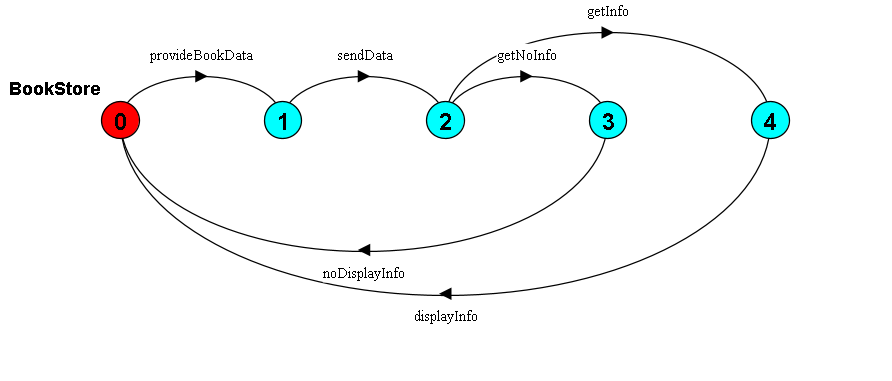 getInfo
provideBookData
sendData
getNoInfo
BookStore
0
1
2
3
4
noDisplayInfo
displayInfo